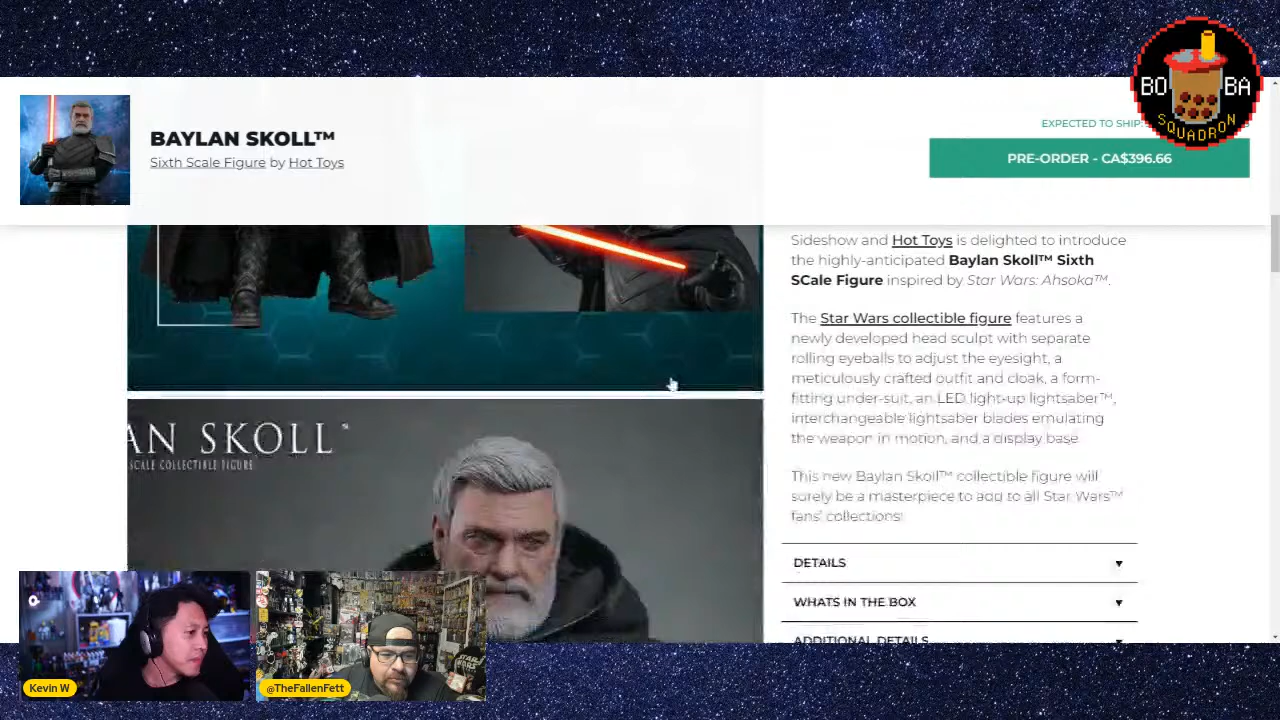 BOBA
SQUADRON
BAYLAN SKOLL™
Sixth Scale Figure by Hot Toys
EXPECTED TO SHIP:
PRE-ORDER - CA$396.66
Sideshow and Hot Toys is delighted to introduce
the highly-anticipated Baylan Skoll™ Sixth
SCale Figure inspired by Star Wars: Ahsoka™.
The Star Wars collectible figure features a
newly developed head sculpt with separate
rolling eyeballs to adjust the eyesight, a
meticulously crafted outfit and cloak, a form-
fitting under-suit, an LED light-up lightsaber™,
interchangeable lightsaber blades emulating
the weapon in motion, and a display base.
This new Baylan Skoll™ collectible figure will
surely be a masterpiece to add to all Star Wars™
fans' collections!
DETAILS
WHATS IN THE BOX
ADDITIONAL DETAILS
AN SKOLL™
SCALE COLLECTIBLE FIGURE
Kevin W
@TheFallenFett
STAR
WARS